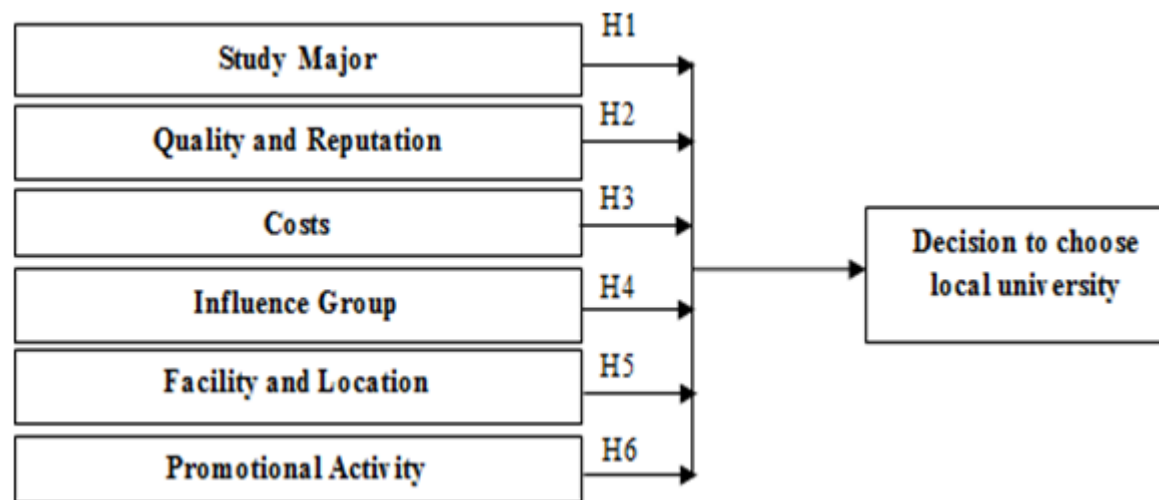 H1
Study Major
H2
Quality and Reputation
H3
Costs
H4
Influence Group
H5
Facility and Location
H6
Promotional Activity
Decision to choose
local university